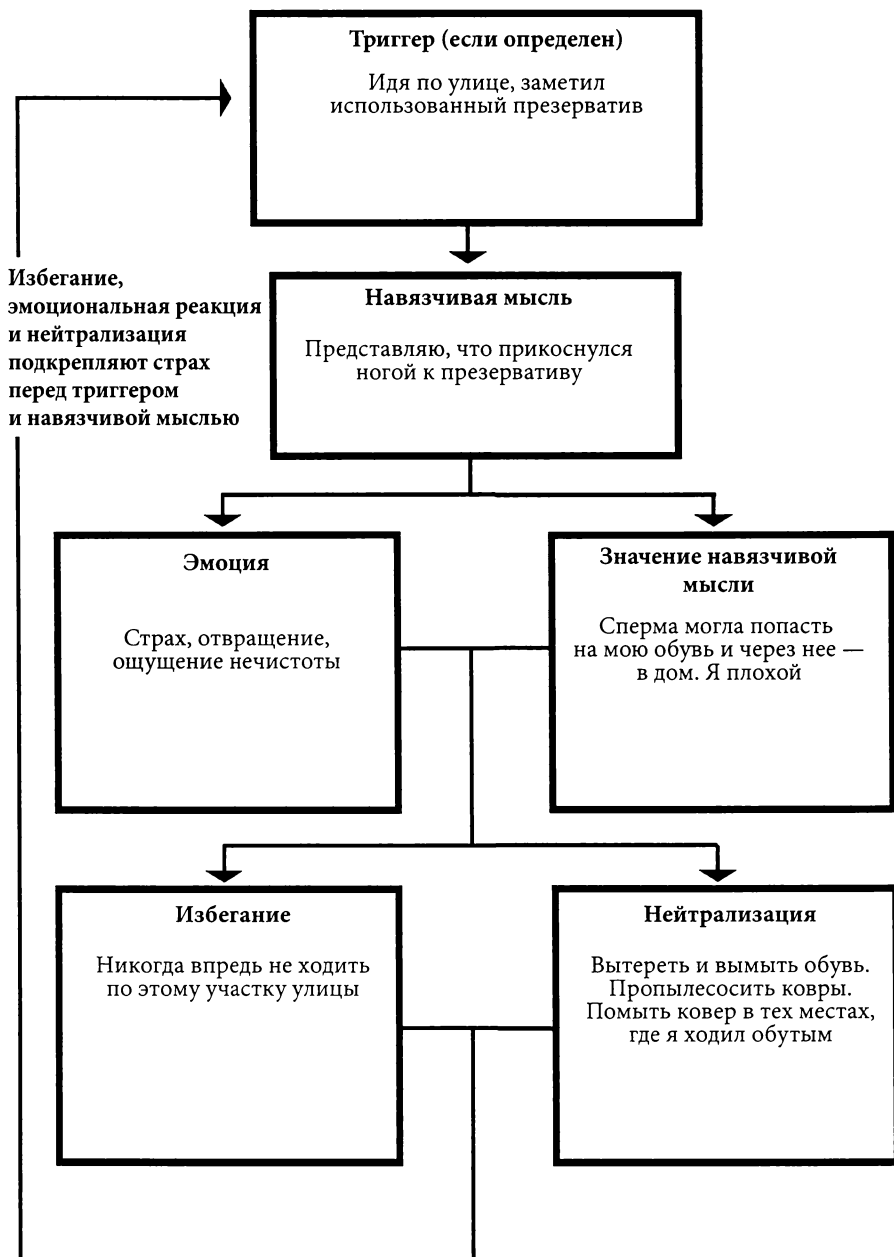 Триггер (если определен)
Идя по улице, заметил
использованный презерватив
Избегание,
эмоциональная реакция
и нейтрализация
подкрепляют страх
перед триггером
и навязчивой мыслью
Навязчивая мысль
Представляю, что прикоснулся
ногой к презервативу
Эмоция
Страх, отвращение,
ощущение нечистоты
Значение навязчивой
мысли
Сперма могла попасть
на мою обувь и через нее —
в дом. Я плохой
Избегание
Никогда впредь не ходить
по этому участку улицы
Нейтрализация
Вытереть и вымыть обувь.
Пропылесосить ковры.
Помыть ковер в тех местах,
где я ходил обутым